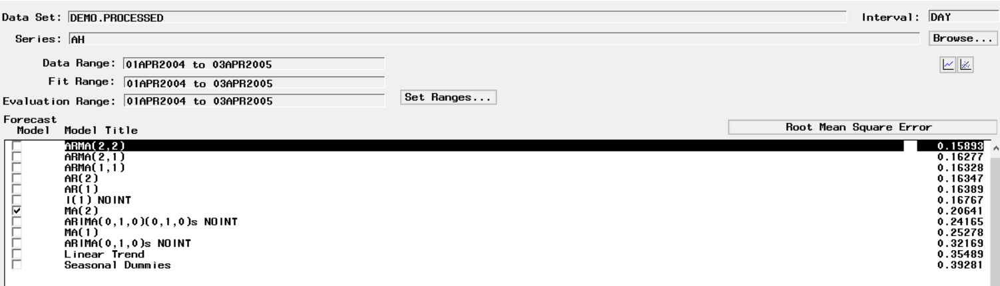 Data Set: DEMO.PROCESSED Interval: DAY
Series: AH Browse...
Data Range: 01APR2004 to 03APR2005
Fit Range: 01APR2004 to 03APR2005
Evaluation Range: 01APR2004 to 03APR2005 Set Ranges...
Forecast
Model Model Title Root Mean Square Error
ARMA(2,2) 0.15893
ARMA(2,1) 0.16277
ARMA(1,1) 0.16328
AR(2) 0.16347
AR(1) 0.16389
I(1) NOINT 0.16767
MA(2) 0.20641
ARIMA(0,1,0)(0,1,0)s NOINT 0.24165
MA(1) 0.25278
ARIMA(0,1,0)s NOINT 0.32169
Linear Trend 0.35489
Seasonal Dummies 0.39281